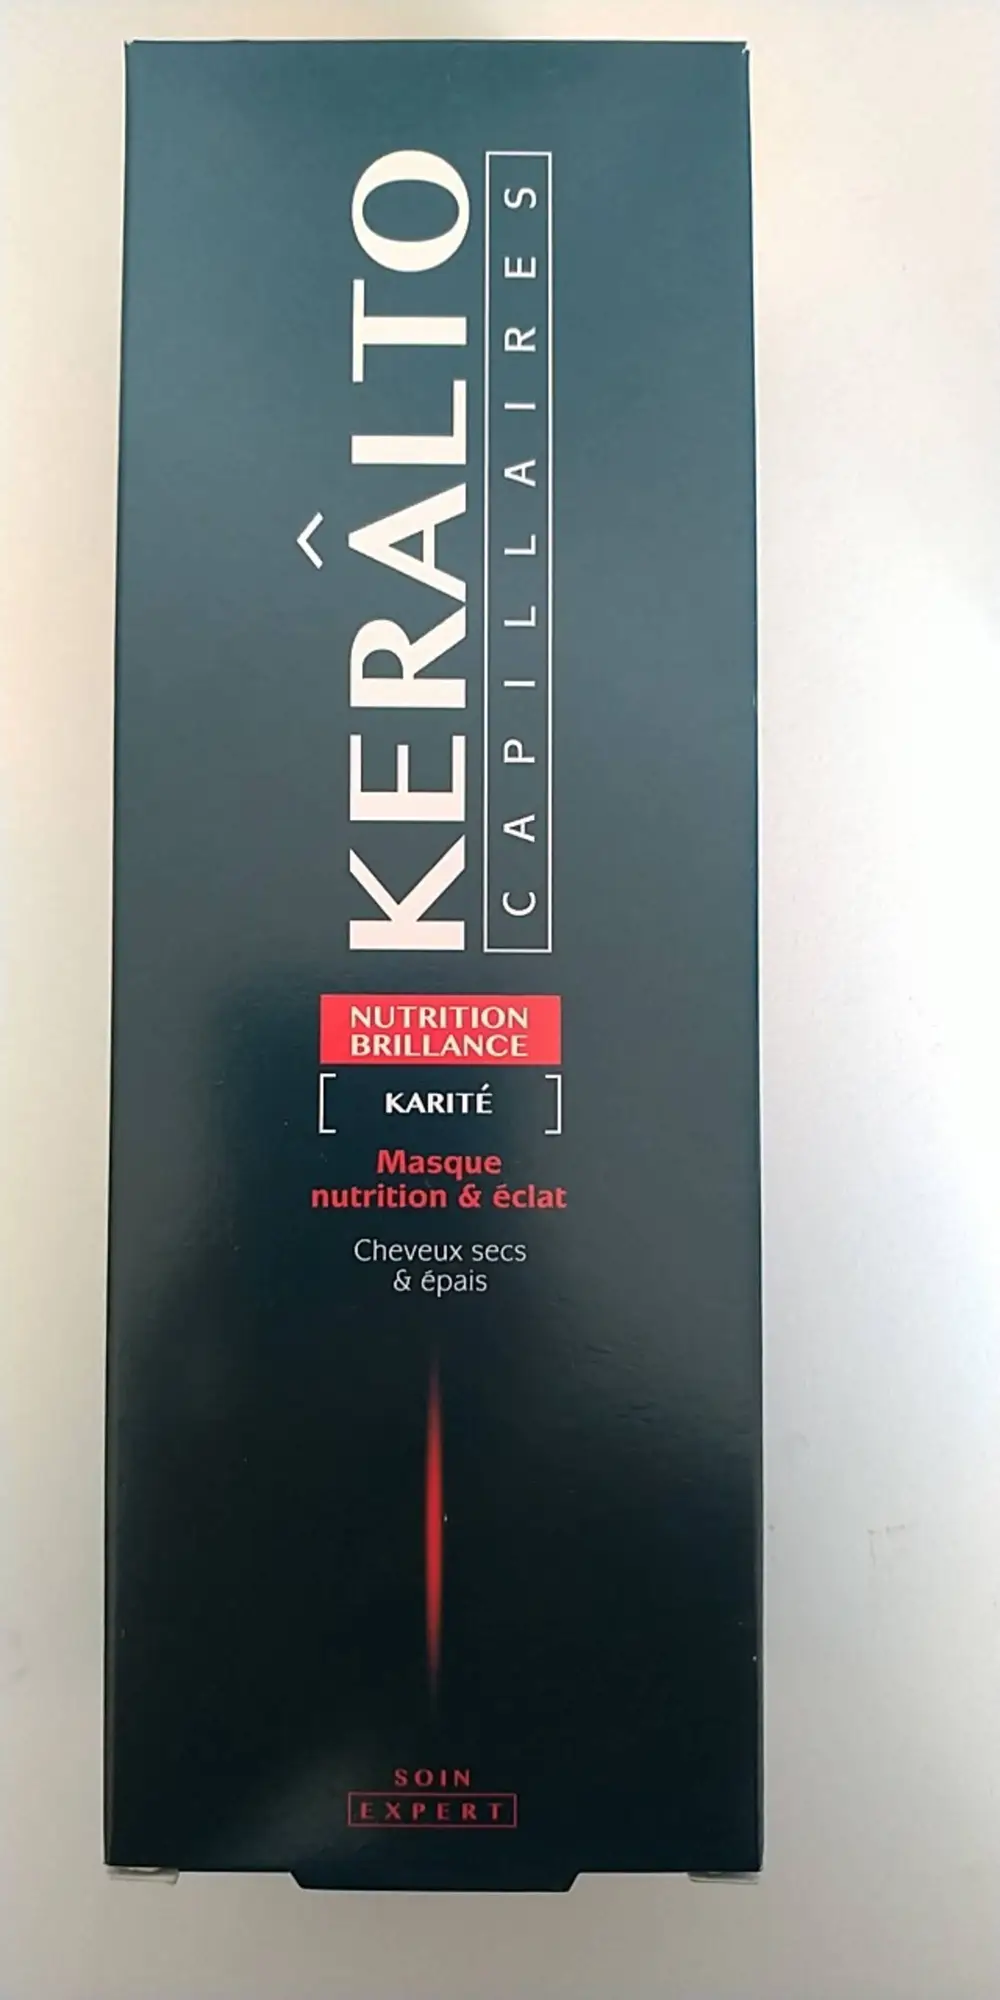 KERÂLTO
CAPILLAIRES
NUTRITION
BRILLANCE
KARITÉ
Masque
nutrition & éclat
Cheveux secs
& épais
SOIN
EXPERT